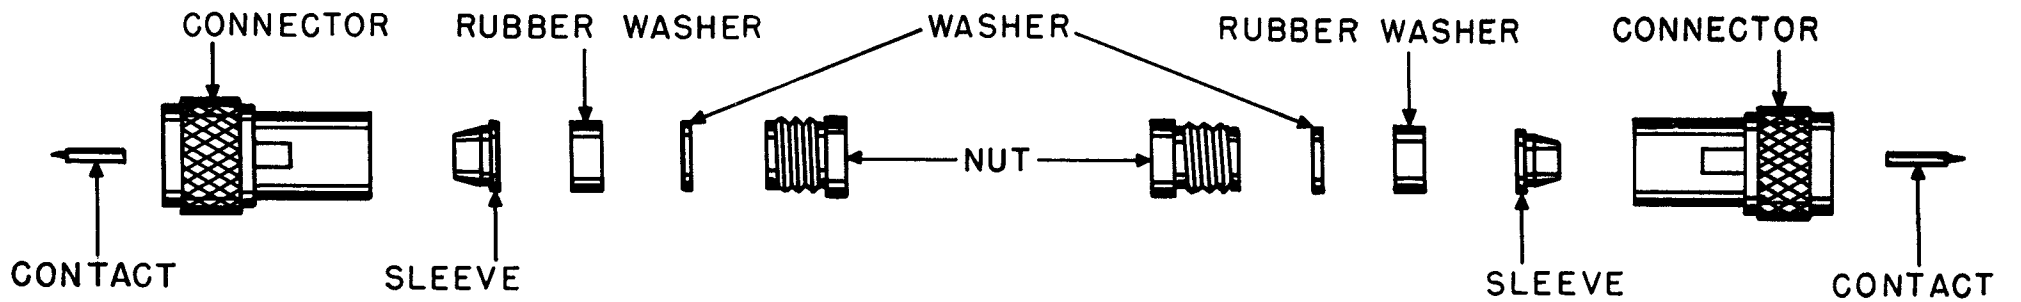 CONNECTOR
RUBBER WASHER
WASHER
RUBBER WASHER
CONNECTOR
NUT
CONTACT
SLEEVE
SLEEVE
CONTACT